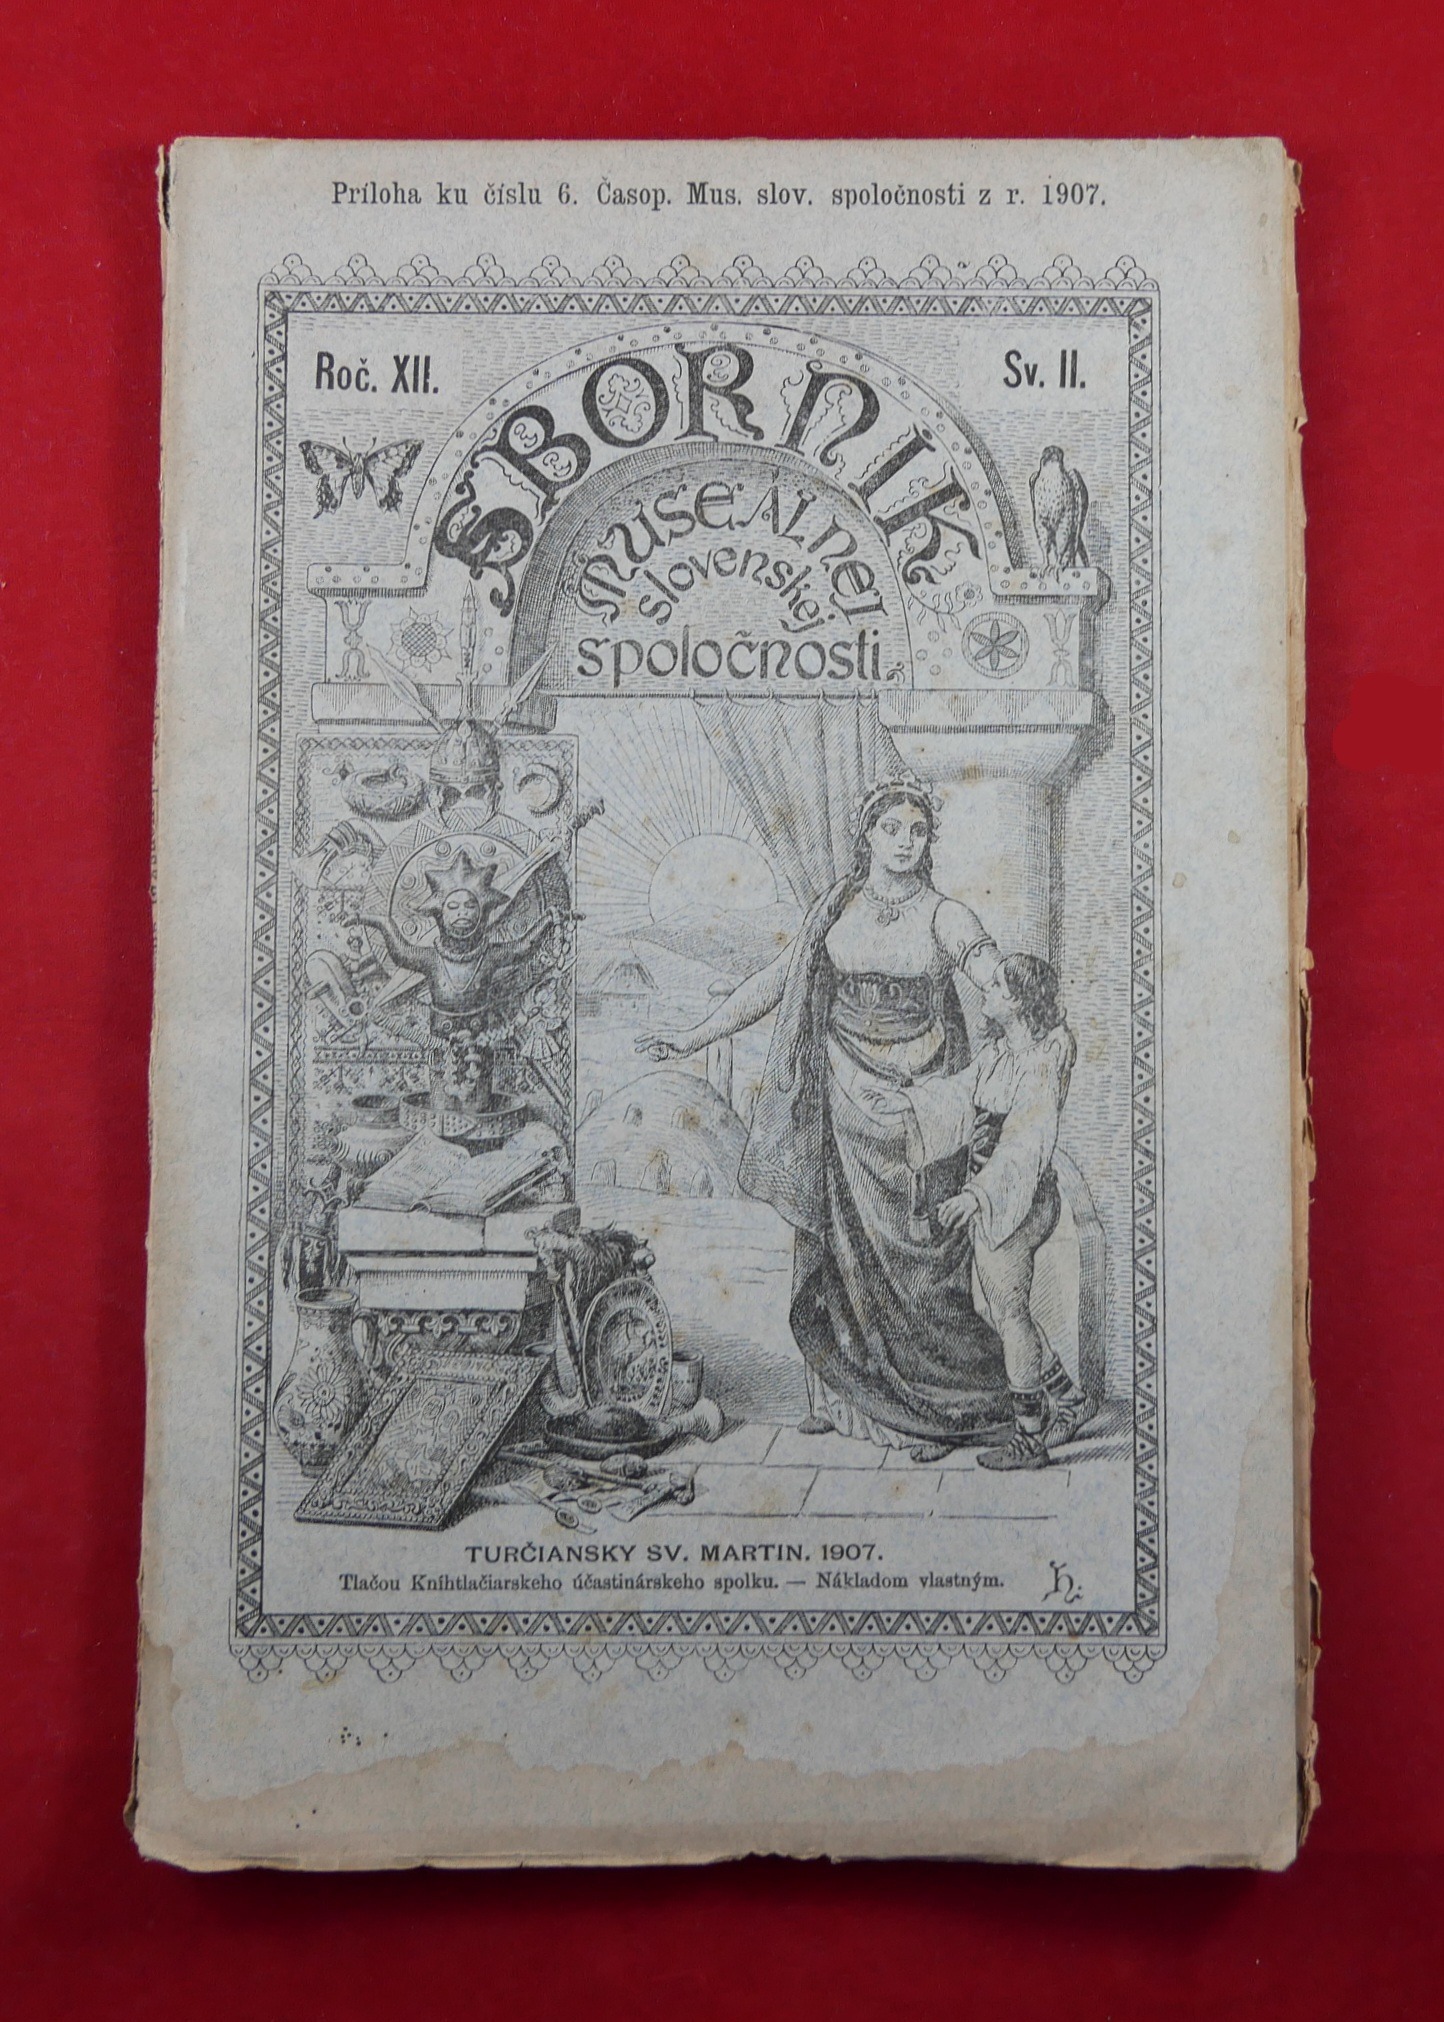 Príloha ku číslu 6. Časop. Mus. slov. spoločnosti z r. 1907.
Roč. XII.
Sv. II.
SBORNIK
MUSEÁLNEJ
slovenskej
spoločnosti
TURČIANSKY SV. MARTIN. 1907.
Tlačou Kníhtlačiarskeho účastinárskeho spolku. — Nákladom vlastným.